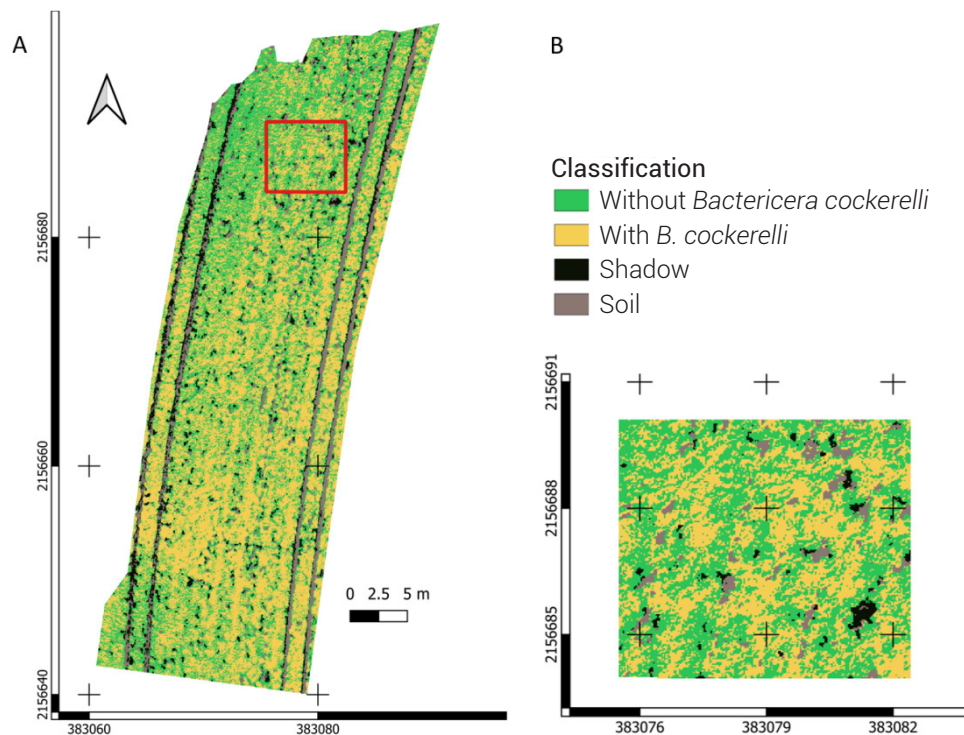 A
2156680
2156660
2156640
383060
383080
0 2.5 5 m
B
Classification
Without Bactericera cockerelli
With B. cockerelli
Shadow
Soil
2156691
2156688
2156685
383076
383079
383082